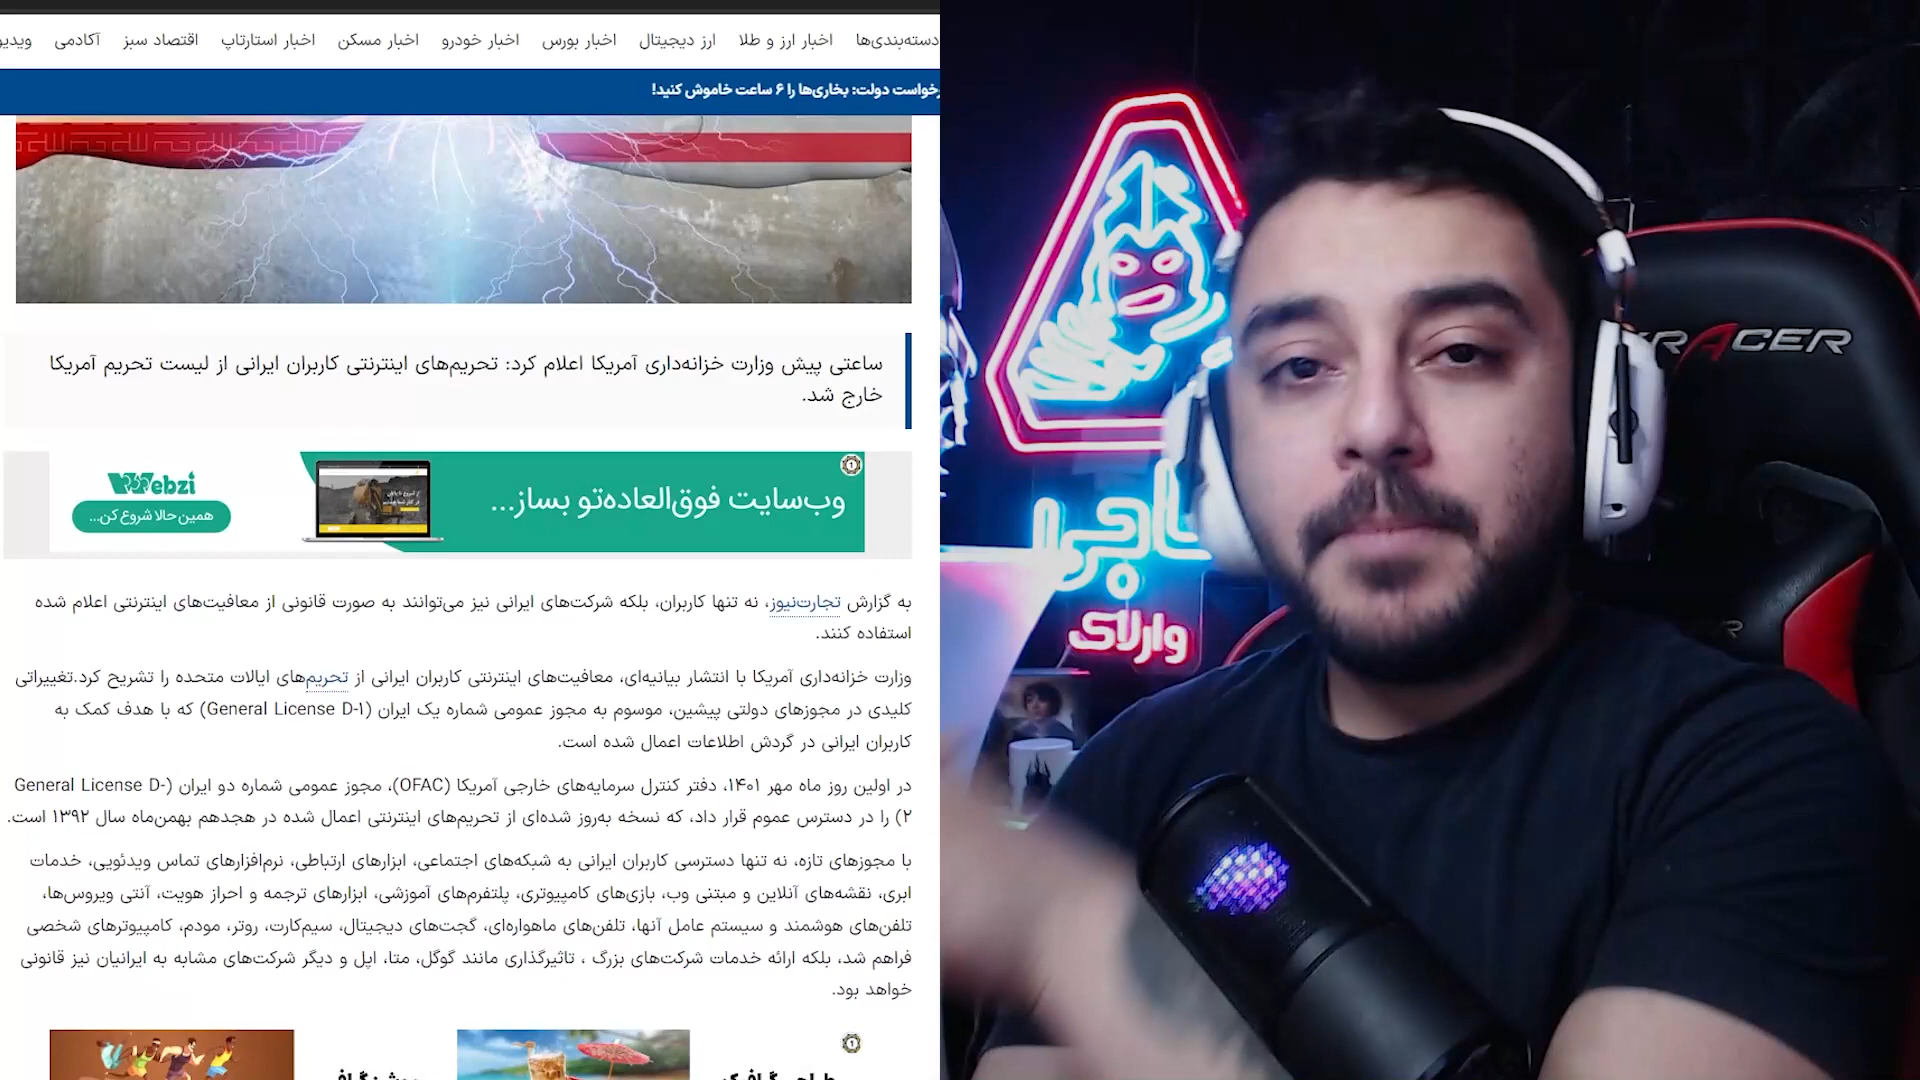 دسته‌بندی‌ها اخبار ارز و طلا ارز دیجیتال اخبار بورس اخبار خودرو اخبار مسکن اخبار استارتاپ اقتصاد سبز آکادمی
دولت: بخاری‌ها را ۶ ساعت خاموش کنید!
ساعتی پیش وزارت خزانه‌داری آمریکا اعلام کرد: تحریم‌های اینترنتی کاربران ایرانی از لیست تحریم آمریکا
خارج شد.
Webzi
همین حالا شروع کن...
وب‌سایت فوق‌العاده‌تو بساز...
به گزارش تجارت‌نیوز، نه تنها کاربران، بلکه شرکت‌های ایرانی نیز می‌توانند به صورت قانونی از معافیت‌های اینترنتی اعلام شده
استفاده کنند.
وزارت خزانه‌داری آمریکا با انتشار بیانیه‌ای، معافیت‌های اینترنتی کاربران ایرانی از تحریم‌های ایالات متحده را تشریح کرد.تغییراتی
کلیدی در مجوزهای دولتی پیشین، موسوم به مجوز عمومی شماره یک ایران (General License D-۱) که با هدف کمک به
کاربران ایرانی در گردش اطلاعات اعمال شده است.
در اولین روز ماه مهر ۱۴۰۱، دفتر کنترل سرمایه‌های خارجی آمریکا (OFAC)، مجوز عمومی شماره دو ایران (General License D-
۲) را در دسترس عموم قرار داد، که نسخه به‌روز شده‌ای از تحریم‌های اینترنتی اعمال شده در هجدهم بهمن‌ماه سال ۱۳۹۲ است.
با مجوزهای تازه، نه تنها دسترسی کاربران ایرانی به شبکه‌های اجتماعی، ابزارهای ارتباطی، نرم‌افزارهای تماس ویدئویی، خدمات
ابری، نقشه‌های آنلاین و مبتنی وب، بازی‌های کامپیوتری، پلتفرم‌های آموزشی، ابزارهای ترجمه و احراز هویت، آنتی ویروس‌ها،
تلفن‌های هوشمند و سیستم عامل آنها، تلفن‌های ماهواره‌ای، گجت‌های دیجیتال، سیم‌کارت، روتر، مودم، کامپیوترهای شخصی
فراهم شد، بلکه ارائه خدمات شرکت‌های بزرگ ، تاثیرگذاری مانند گوگل، متا، اپل و دیگر شرکت‌های مشابه به ایرانیان نیز قانونی
خواهد بود.
وارلاک
RACER